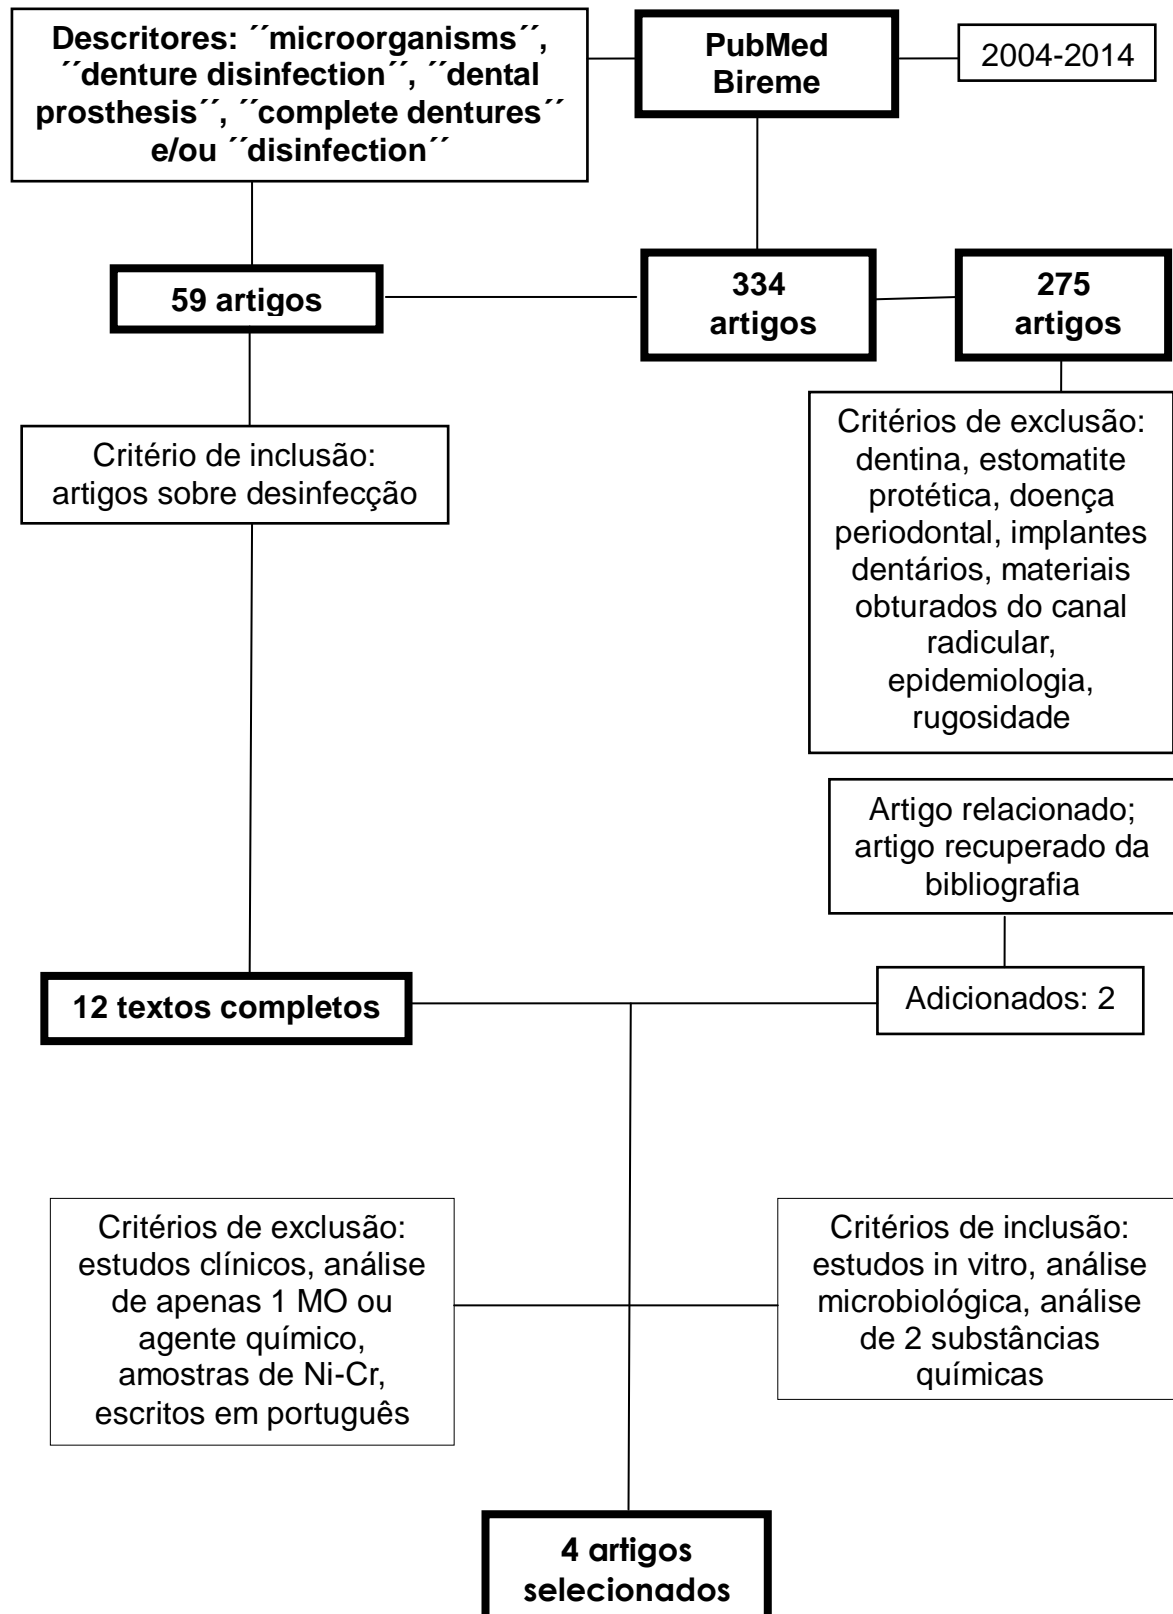 Descritores: ´´microorganisms´´,
´´denture disinfection´´, ´´dental
prosthesis´´, ´´complete dentures´´
e/ou ´´disinfection´´
PubMed
Bireme
2004-2014
59 artigos
334
artigos
275
artigos
Critério de inclusão:
artigos sobre desinfecção
Critérios de exclusão:
dentina, estomatite
protética, doença
periodontal, implantes
dentários, materiais
obturados do canal
radicular,
epidemiologia,
rugosidade
Artigo relacionado;
artigo recuperado da
bibliografia
12 textos completos
Adicionados: 2
Critérios de exclusão:
estudos clínicos, análise
de apenas 1 MO ou
agente químico,
amostras de Ni-Cr,
escritos em português
Critérios de inclusão:
estudos in vitro, análise
microbiológica, análise
de 2 substâncias
químicas
4 artigos
selecionados